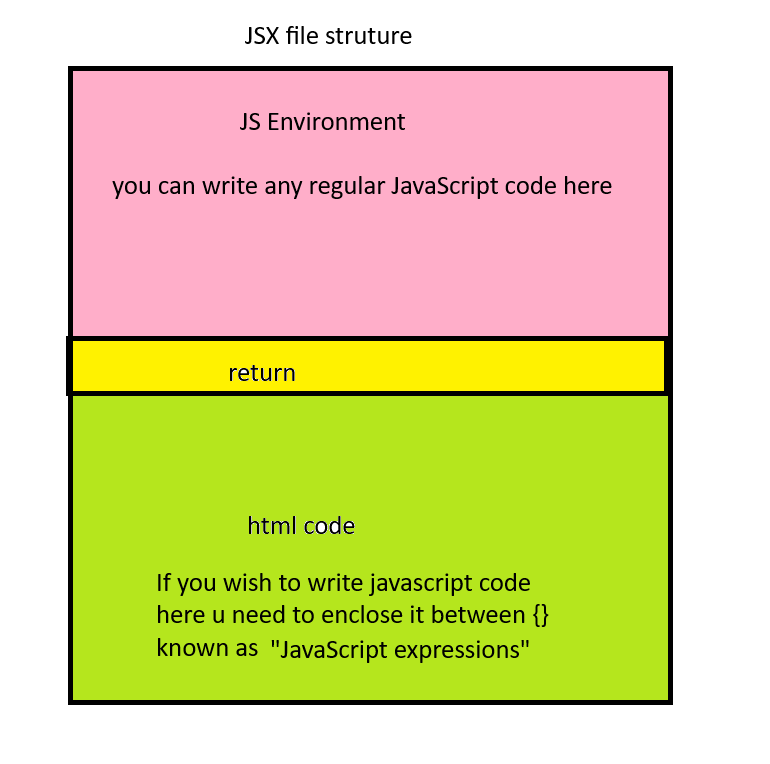 JSX file struture
JS Environment
you can write any regular JavaScript code here
return
html code
If you wish to write javascript code
here u need to enclose it between {}
known as "JavaScript expressions"